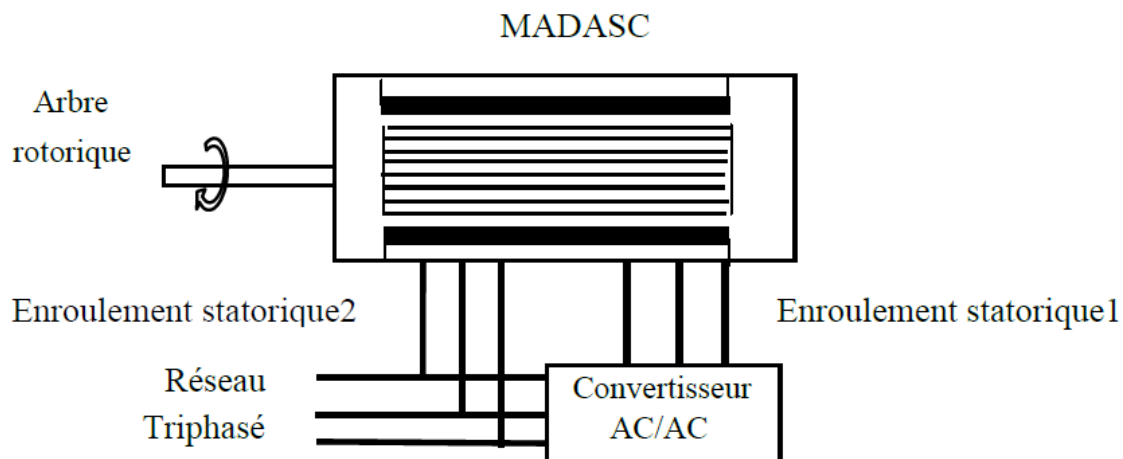 MADASC
Arbre
rotorique
Enroulement statorique2
Enroulement statorique1
Réseau
Triphasé
Convertisseur
AC/AC